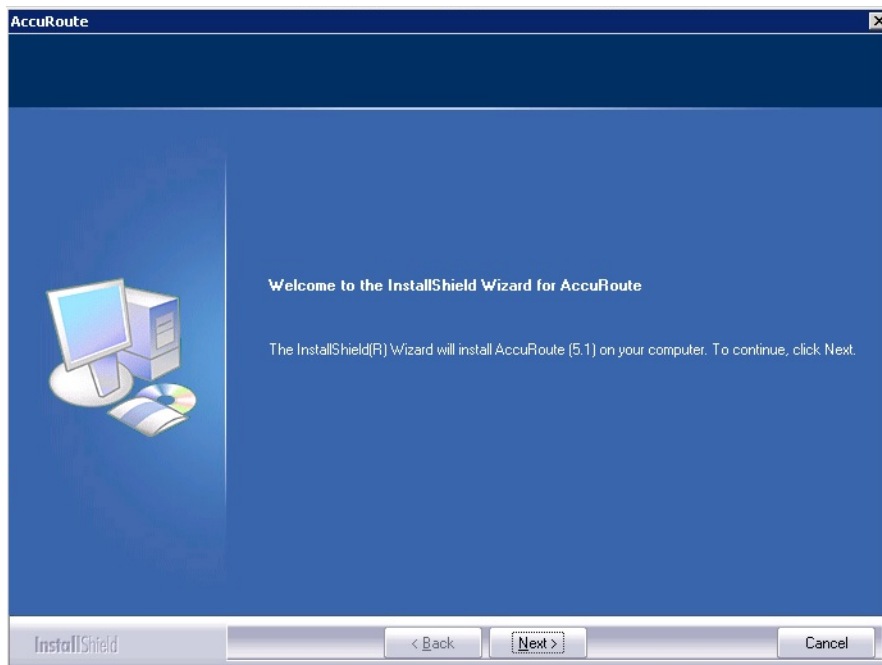 AccuRoute
Welcome to the InstallShield Wizard for AccuRoute
The InstallShield(R) Wizard will install AccuRoute (5.1) on your computer. To continue, click Next.
InstallShield
< Back
Next >
Cancel